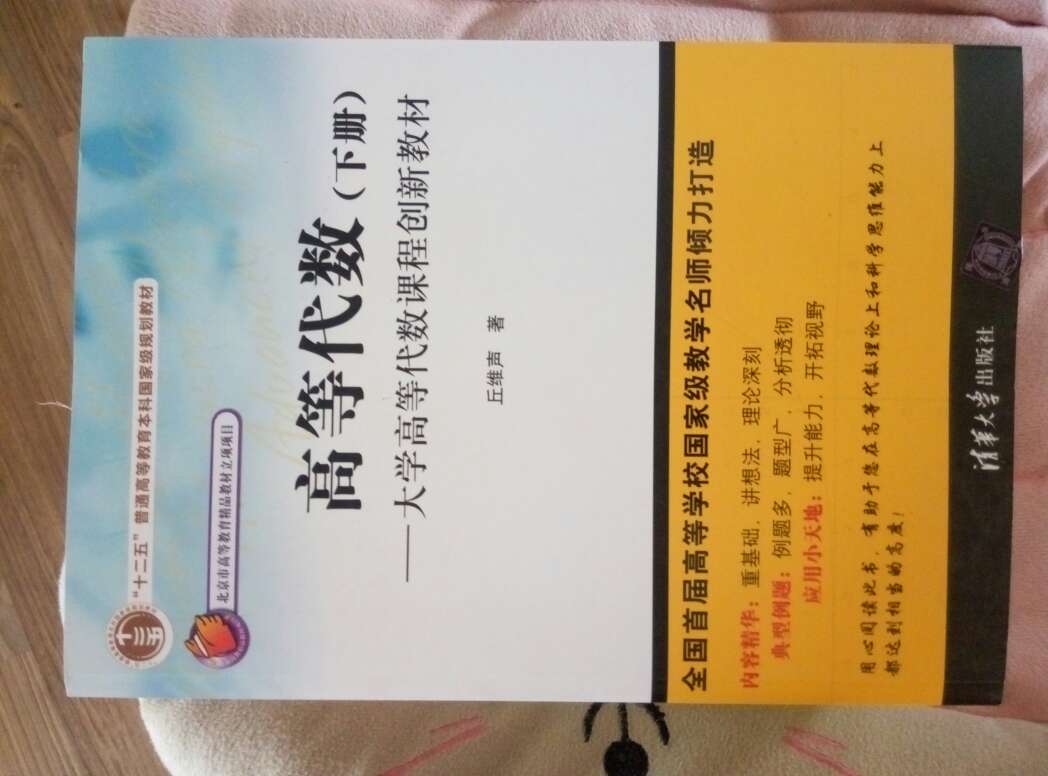 “十二五”普通高等教育本科国家级规划教材
北京市高等教育精品教材立项项目
高等代数(下册)
——大学高等代数课程创新教材
丘维声 著
全国首届高等学校国家级教学名师倾力打造
内容精华:重基础,讲想法,理论深刻
典型例题:例题多,题型广,分析透彻
应用小天地:提升能力,开拓视野
用心阅读此书,有助于您在高等代数理论上和科学思维能力上
都达到相当的高度!
清华大学出版社